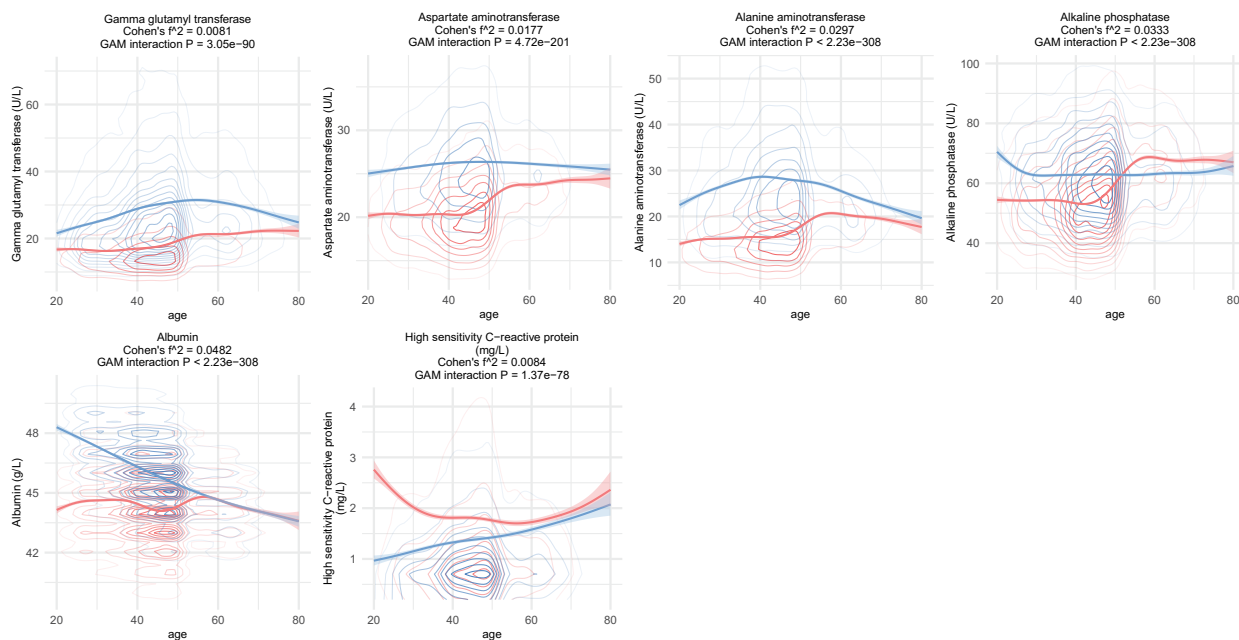 Gamma glutamyl transferase
Cohen's f^2 = 0.0081
GAM interaction P = 3.05e−90
Gamma glutamyl transferase (U/L)
60
40
20
20
40
60
80
age
Aspartate aminotransferase
Cohen's f^2 = 0.0177
GAM interaction P = 4.72e−201
Aspartate aminotransferase (U/L)
30
20
20
40
60
80
age
Alanine aminotransferase
Cohen's f^2 = 0.0297
GAM interaction P < 2.23e−308
Alanine aminotransferase (U/L)
50
40
30
20
10
20
40
60
80
age
Alkaline phosphatase
Cohen's f^2 = 0.0333
GAM interaction P < 2.23e−308
Alkaline phosphatase (U/L)
100
80
60
40
20
40
60
80
age
Albumin
Cohen's f^2 = 0.0482
GAM interaction P < 2.23e−308
Albumin (g/L)
48
45
42
20
40
60
80
age
High sensitivity C−reactive protein
(mg/L)
Cohen's f^2 = 0.0084
GAM interaction P = 1.37e−78
High sensitivity C−reactive protein
(mg/L)
4
3
2
1
20
40
60
80
age